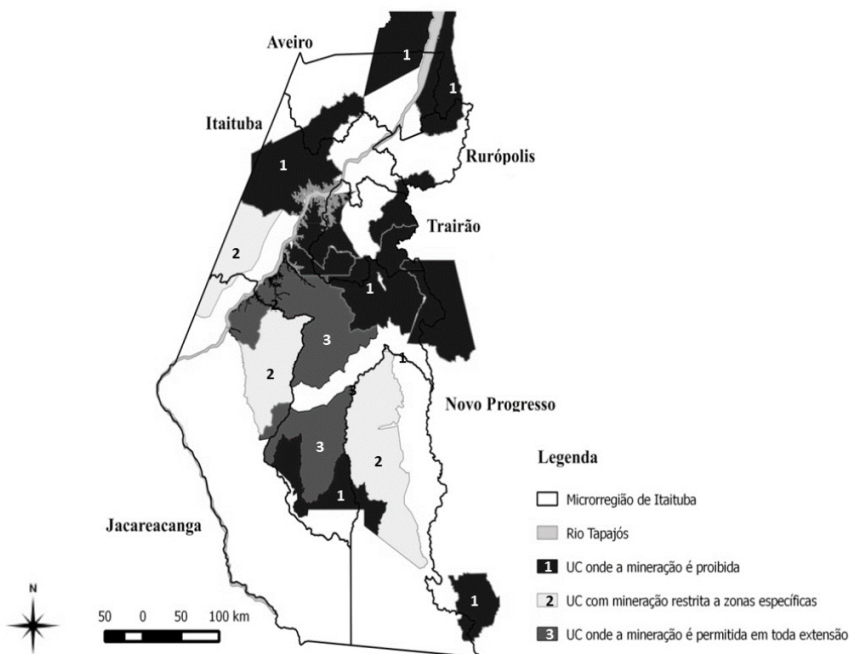 Aveiro
1
1
Itaituba
1
Rurópolis
Trairão
2
1
3
1
2
Novo Progresso
3
2
1
Jacareacanga
1
Legenda
Microrregião de Itaituba
Rio Tapajós
1 UC onde a mineração é proibida
2 UC com mineração restrita a zonas específicas
3 UC onde a mineração é permitida em toda extensão
N
50 0 50 100 km